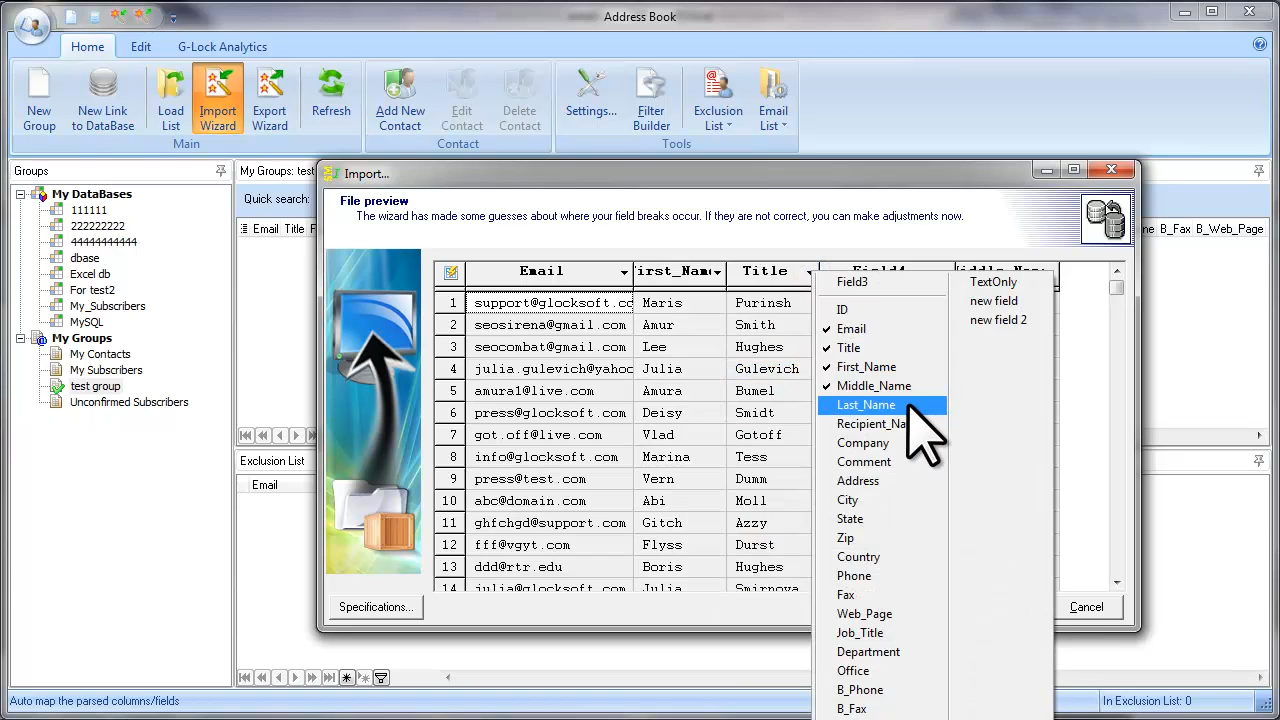 Address Book
Home
Edit
G-Lock Analytics
New Group
New Link to DataBase
Load List
Import Wizard
Export Wizard
Refresh
Add New Contact
Edit Contact
Delete Contact
Settings...
Filter Builder
Exclusion List
Email List
Main
Contact
Tools
Groups
My DataBases
111111
222222222
44444444444
dbase
Excel db
For test2
My_Subscribers
MySQL
My Groups
My Contacts
My Subscribers
test group
Unconfirmed Subscribers
My Groups: test
Quick search:
Email Title F
B_Fax B_Web_Page
Exclusion List
Email
Import...
File preview
The wizard has made some guesses about where your field breaks occur. If they are not correct, you can make adjustments now.
Email Title Field4
1 support@glocksoft.co Maris Purinsh
2 seosirena@gmail.com Amur Smith
3 seocombat@gmail.com Lee Hughes
4 julia.gulevich@yahoo Julia Gulevich
5 amura1@live.com Amura Bumel
6 press@glocksoft.com Deisy Smidt
7 got.off@live.com Vlad Gotoff
8 info@glocksoft.com Marina Tess
9 press@test.com Vern Dumm
10 abc@domain.com Abi Moll
11 ghfchgd@support.com Gitch Azzy
12 fff@vgyt.com Flyss Durst
13 ddd@rtr.edu Boris Hughes
14 julia@glocksoft.com Julia Smirnova
Specifications...
Cancel
Field3
ID
Email
Title
First_Name
Middle_Name
Last_Name
Recipient_Na
Company
Comment
Address
City
State
Zip
Country
Phone
Fax
Web_Page
Job_Title
Department
Office
B_Phone
B_Fax
TextOnly
new field
new field 2
Auto map the parsed columns/fields
In Exclusion List: 0